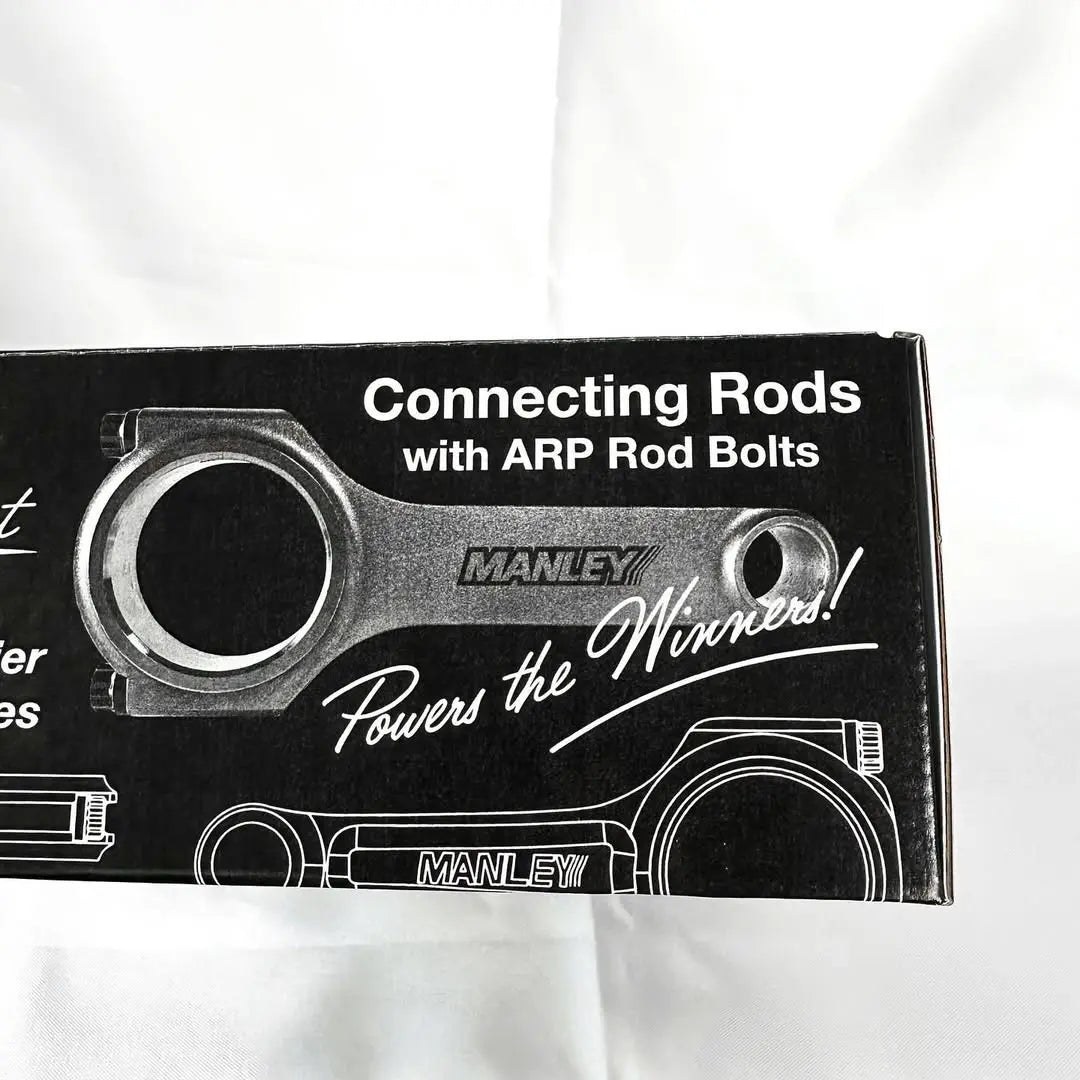 Connecting Rods
with ARP Rod Bolts
MANLEY
Powers the Winners!
MANLEY